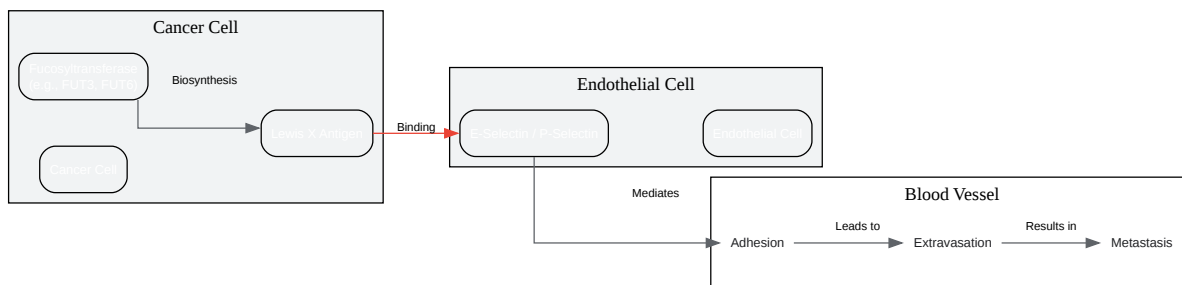 Cancer Cell
Fucosyltransferase
(e.g., FUT3, FUT6)
Biosynthesis
Lewis X Antigen
Cancer Cell
Binding
Endothelial Cell
E-Selectin / P-Selectin
Endothelial Cell
Mediates
Blood Vessel
Adhesion
Leads to
Extravasation
Results in
Metastasis